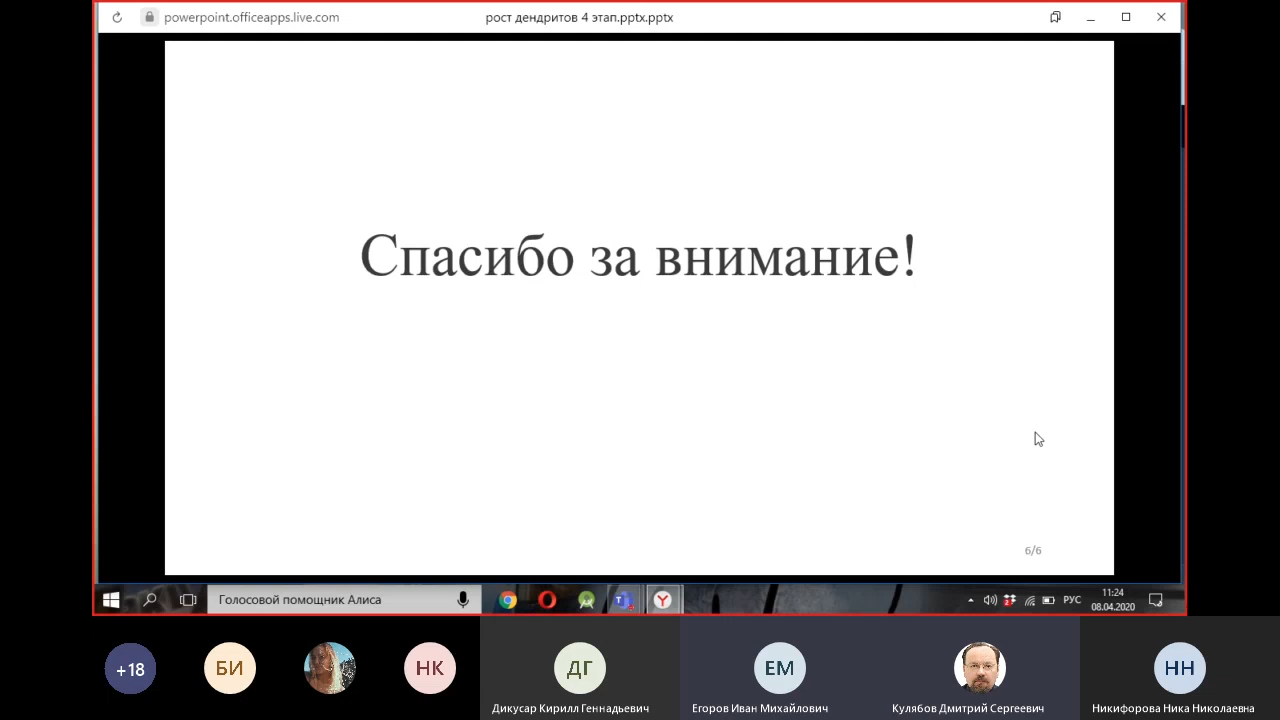 powerpoint.officeapps.live.com
рост дендритов 4 этап.pptx.pptx
Спасибо за внимание!
6/6
Голосовой помощник Алиса
РУС
11:24
08.04.2020
+18
БИ
НК
ДГ
ЕМ
НН
Дикусар Кирилл Геннадьевич
Егоров Иван Михайлович
Кулябов Дмитрий Сергеевич
Никифорова Ника Николаевна